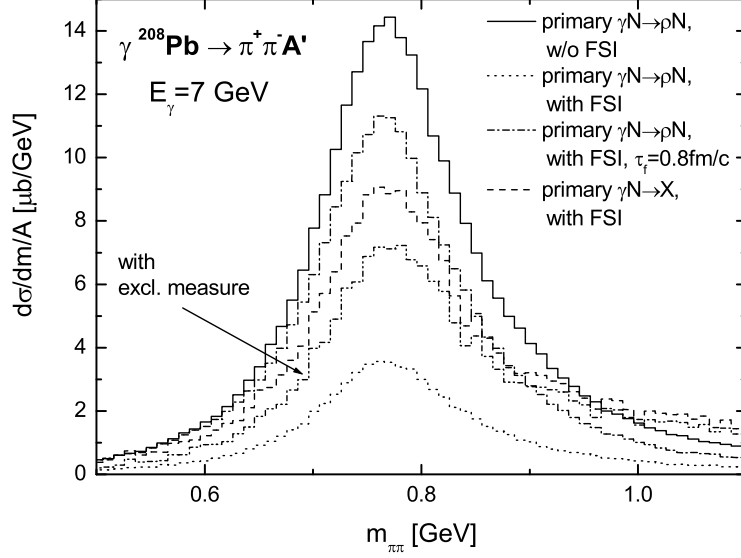 γ ²⁰⁸Pb → π⁺π⁻A'
E_γ=7 GeV
primary γN→ρN,
w/o FSI
primary γN→ρN,
with FSI
primary γN→ρN,
with FSI, τ_f=0.8fm/c
primary γN→X,
with FSI
with
excl. measure
dσ/dm/A [μb/GeV]
14
12
10
8
6
4
2
0
0.6 0.8 1.0
m_ππ [GeV]